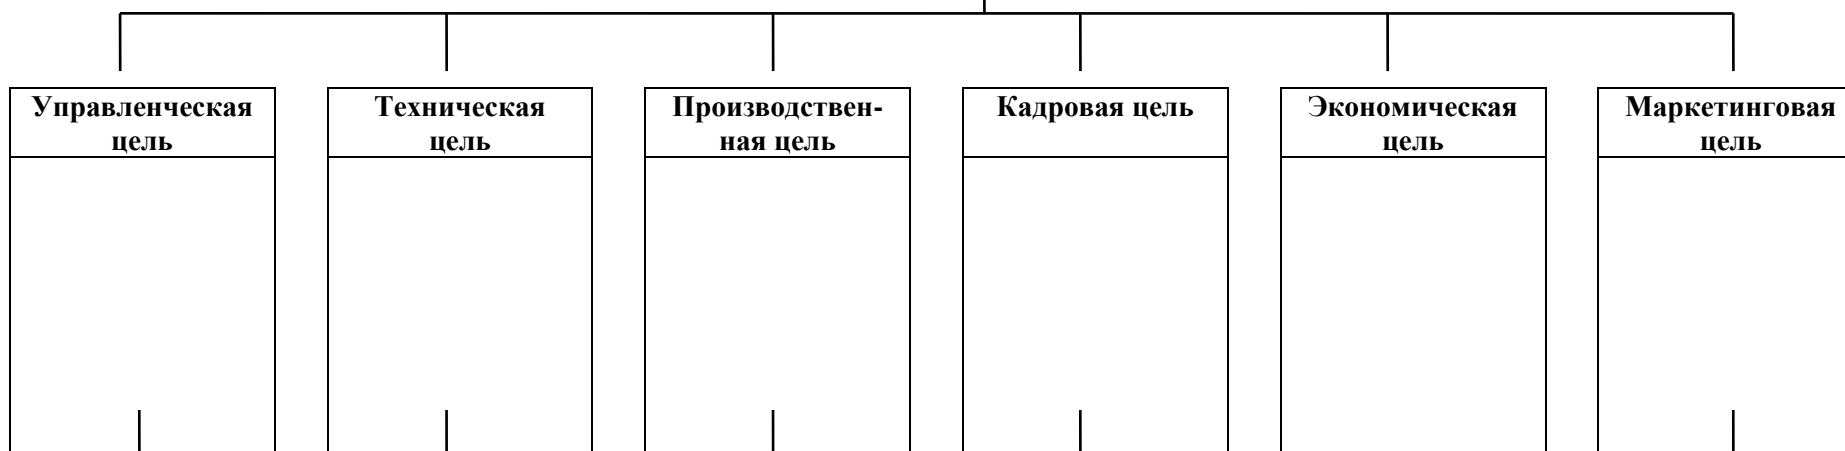 Управленческая
цель
Техническая
цель
Производствен-
ная цель
Кадровая цель
Экономическая
цель
Маркетинговая
цель